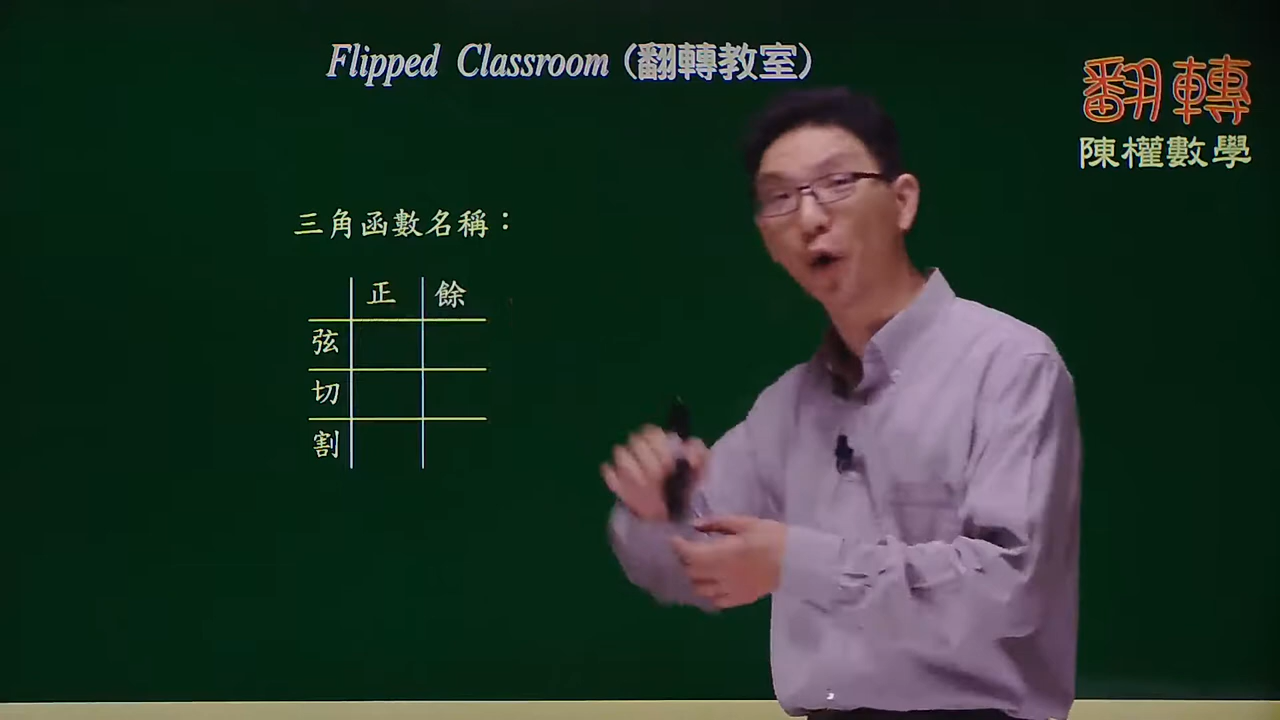 Flipped Classroom (翻轉教室)
翻轉
陳權數學
三角函數名稱：
正 餘
弦
切
割